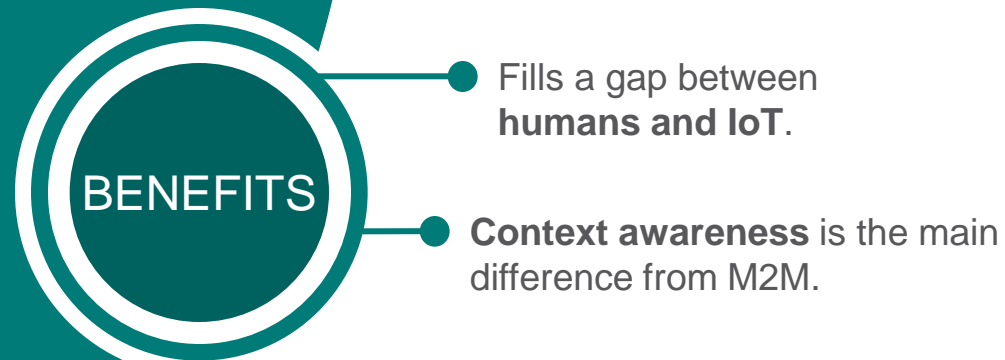 BENEFITS
Fills a gap between
humans and IoT.
Context awareness is the main
difference from M2M.